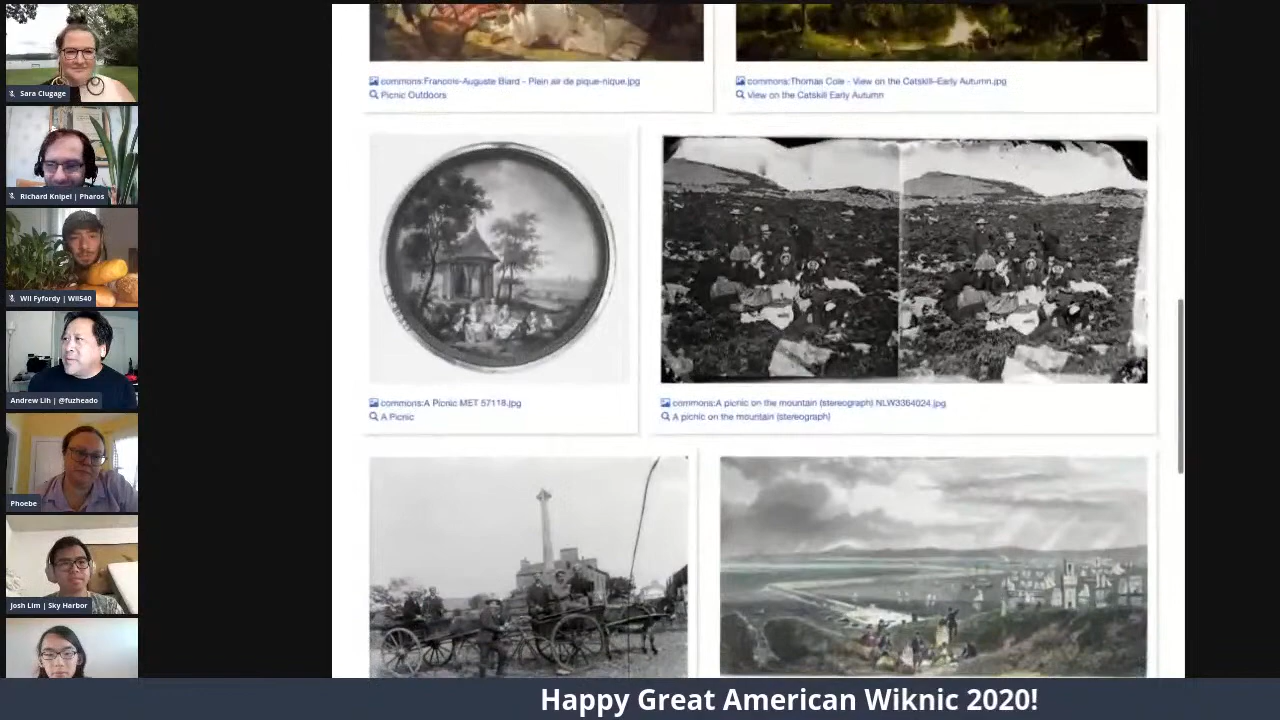 Sara Clugage
Richard Knipel | Pharos
Wil Fyfordy | Wil540
Andrew Lih | @fuzheado
Phoebe
Josh Lim | Sky Harbor
commons:Francois-Auguste Biard - Plein air de pique-nique.jpg
Picnic Outdoors
commons:Thomas Cole - View on the Catskill–Early Autumn.jpg
View on the Catskill Early Autumn
commons:A Picnic MET 57118.jpg
A Picnic
commons:A picnic on the mountain (stereograph) NLW3364024.jpg
A picnic on the mountain (stereograph)
Happy Great American Wiknic 2020!